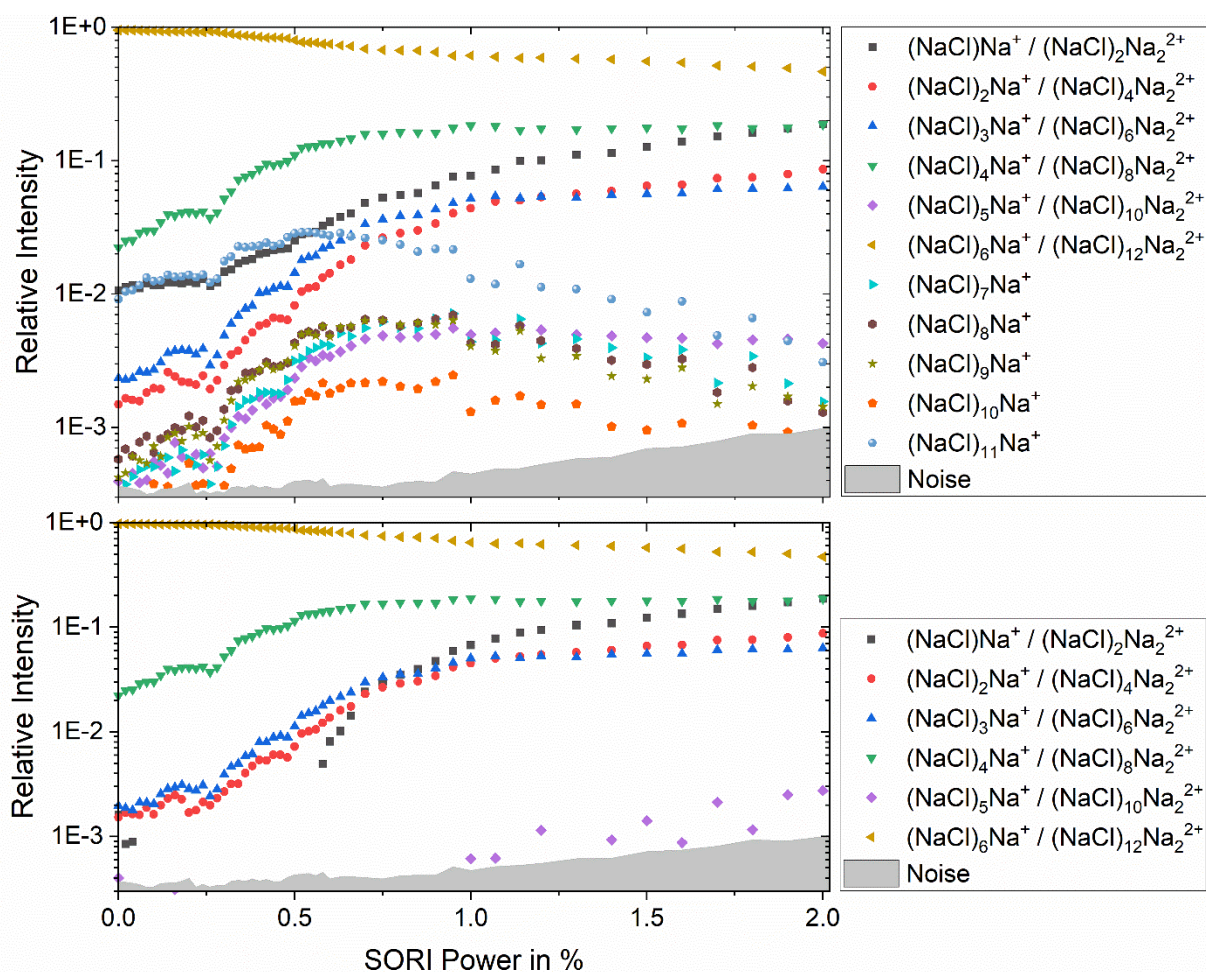 1E+0
1E-1
1E-2
1E-3
Relative Intensity
(NaCl)Na⁺ / (NaCl)₂Na₂²⁺
(NaCl)₂Na⁺ / (NaCl)₄Na₂²⁺
(NaCl)₃Na⁺ / (NaCl)₆Na₂²⁺
(NaCl)₄Na⁺ / (NaCl)₈Na₂²⁺
(NaCl)₅Na⁺ / (NaCl)₁₀Na₂²⁺
(NaCl)₆Na⁺ / (NaCl)₁₂Na₂²⁺
(NaCl)₇Na⁺
(NaCl)₈Na⁺
(NaCl)₉Na⁺
(NaCl)₁₀Na⁺
(NaCl)₁₁Na⁺
Noise
1E+0
1E-1
1E-2
1E-3
Relative Intensity
(NaCl)Na⁺ / (NaCl)₂Na₂²⁺
(NaCl)₂Na⁺ / (NaCl)₄Na₂²⁺
(NaCl)₃Na⁺ / (NaCl)₆Na₂²⁺
(NaCl)₄Na⁺ / (NaCl)₈Na₂²⁺
(NaCl)₅Na⁺ / (NaCl)₁₀Na₂²⁺
(NaCl)₆Na⁺ / (NaCl)₁₂Na₂²⁺
Noise
0.0 0.5 1.0 1.5 2.0
SORI Power in %